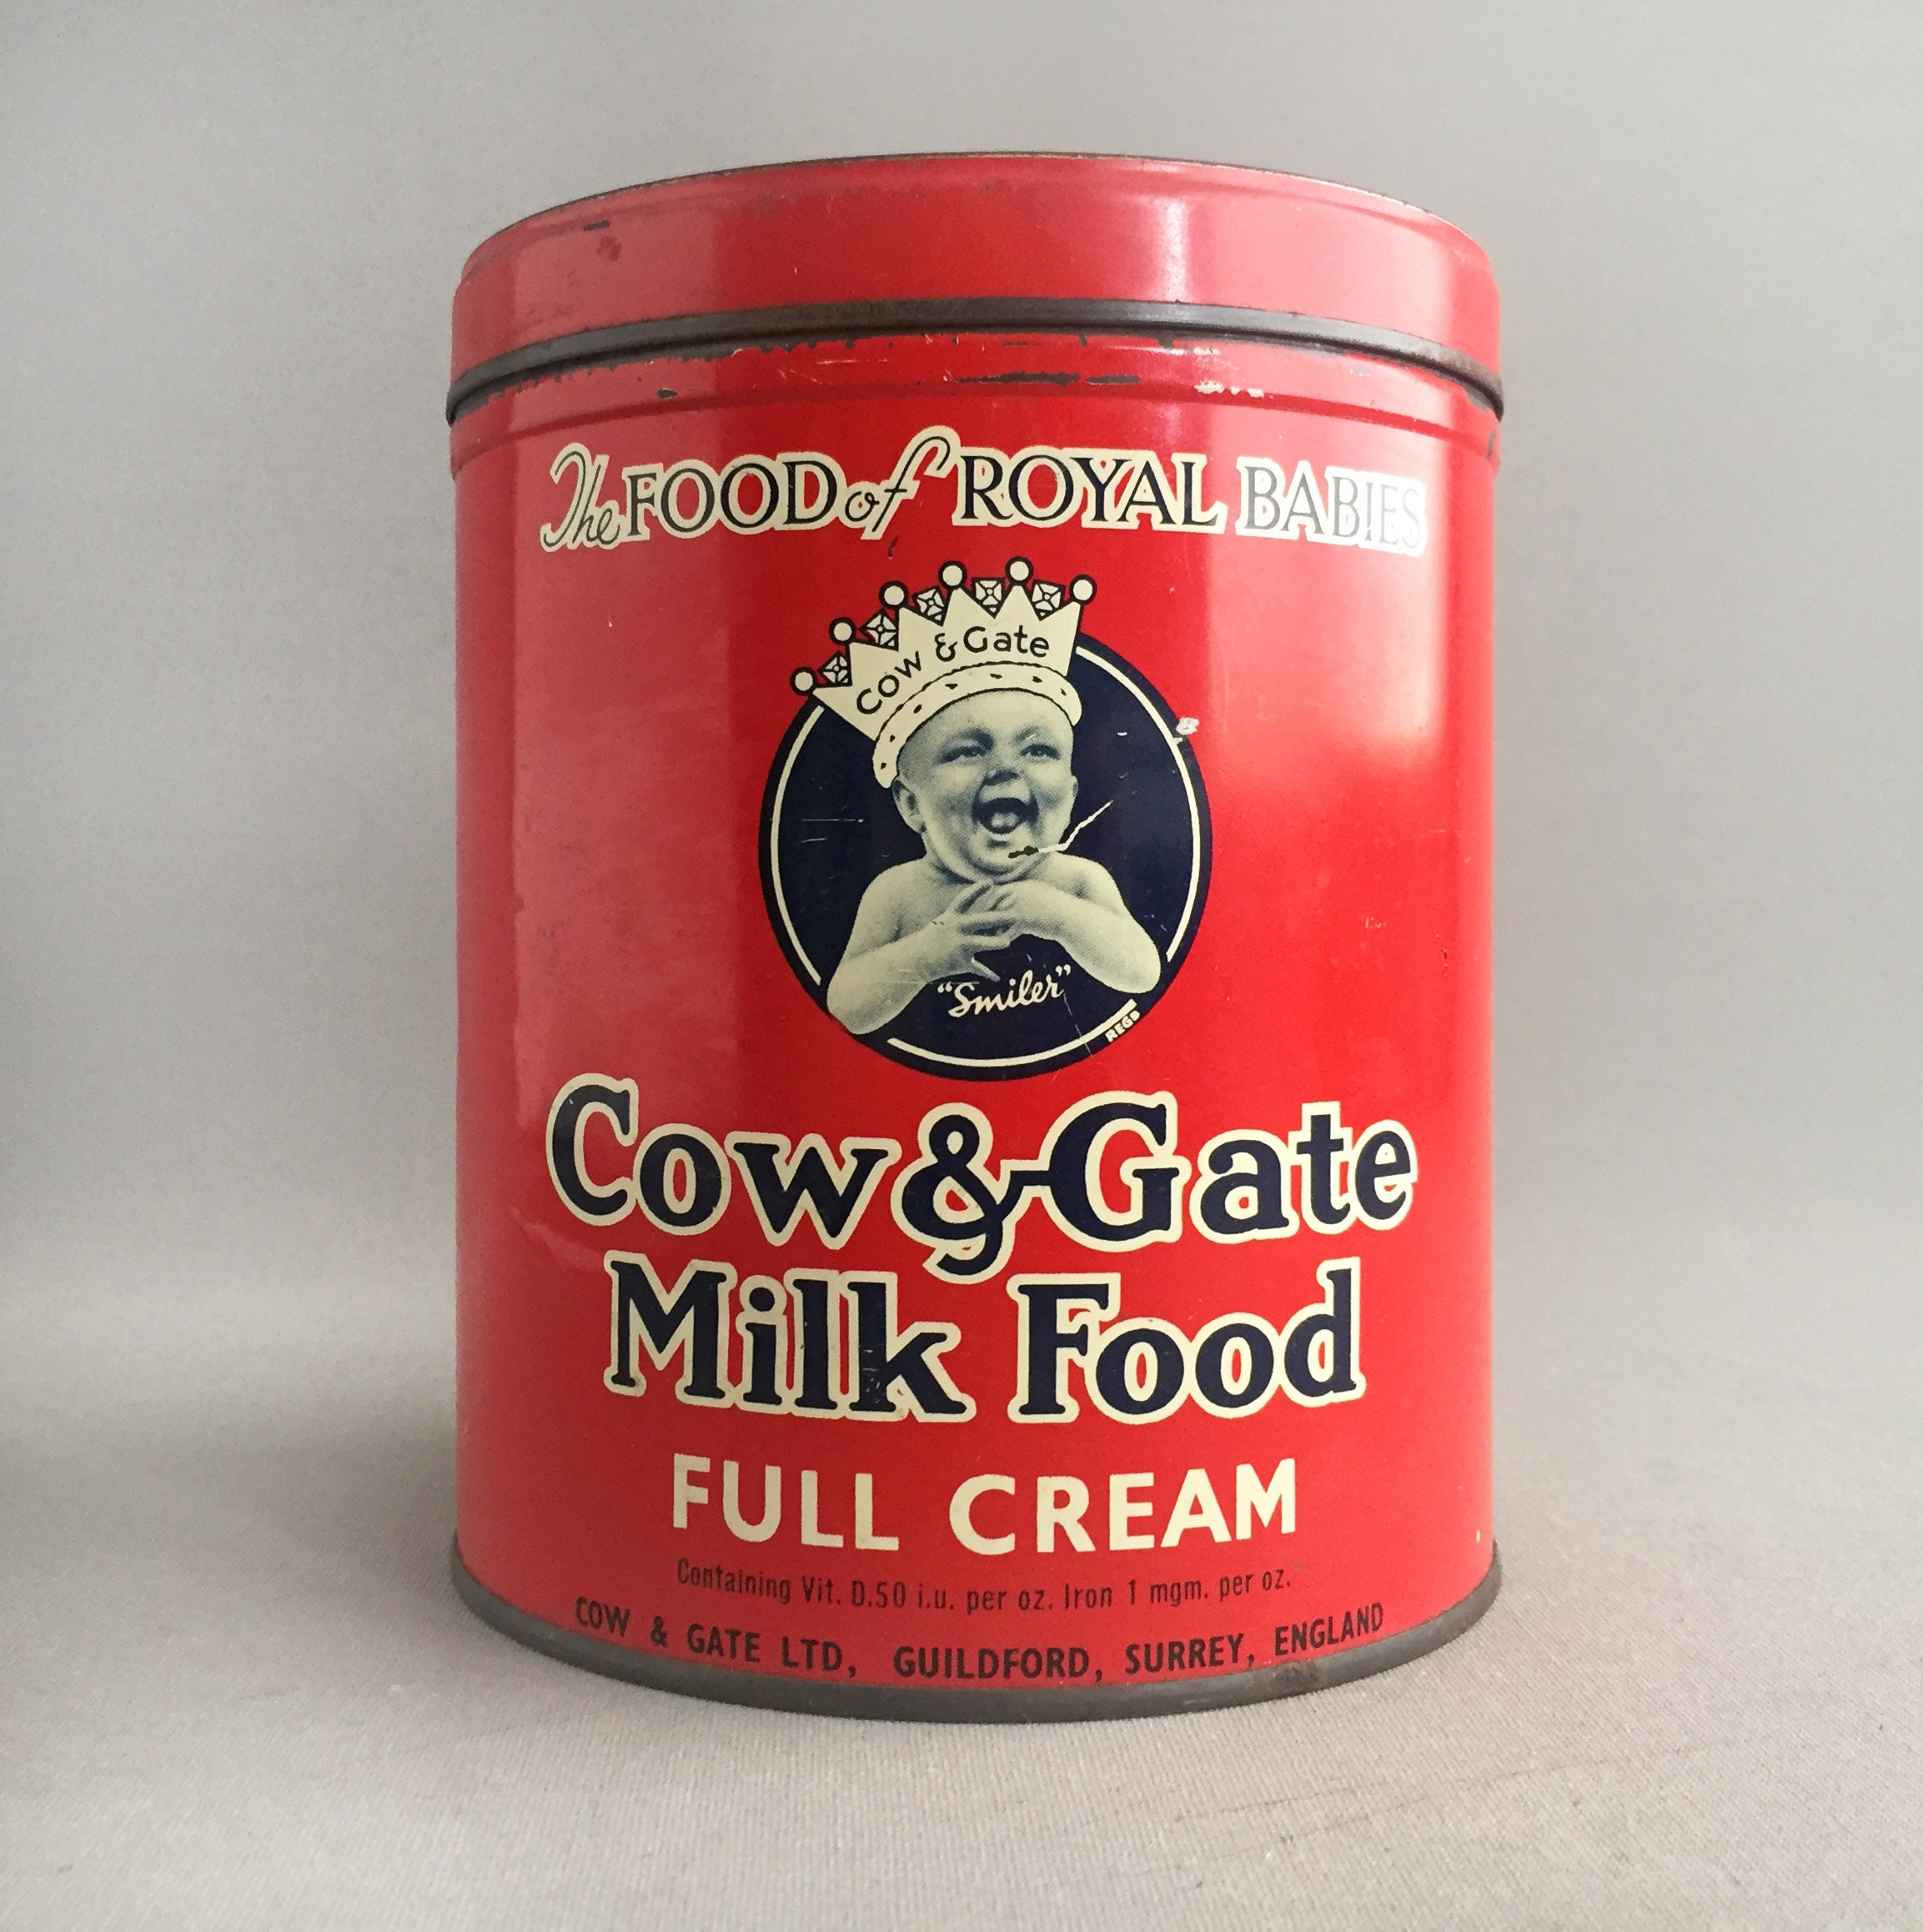 The FOOD of ROYAL BABIES
Cow & Gate
"Smiler"
REGD
Cow & Gate
Milk Food
FULL CREAM
Containing Vit. D.50 i.u. per oz. Iron 1 mgm. per oz.
COW & GATE LTD, GUILDFORD, SURREY, ENGLAND